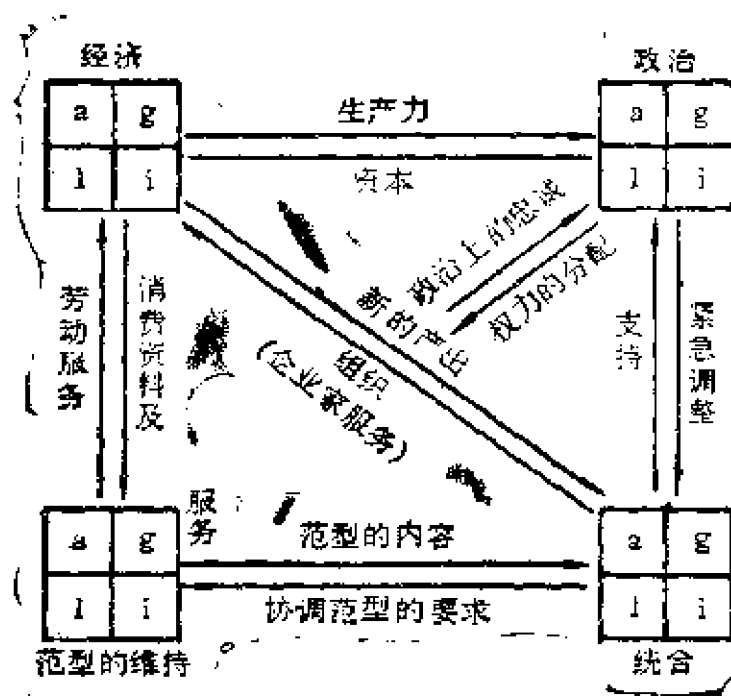 经济
政治
a g
l i
a g
l i
生产力
资本
政治上的忠诚
权力的分配
新的产出
组织
(企业家服务)
劳动服务
消费资料及
服务
支持
紧急调整
a g
l i
a g
l i
范型的内容
协调范型的要求
范型的维持
统合